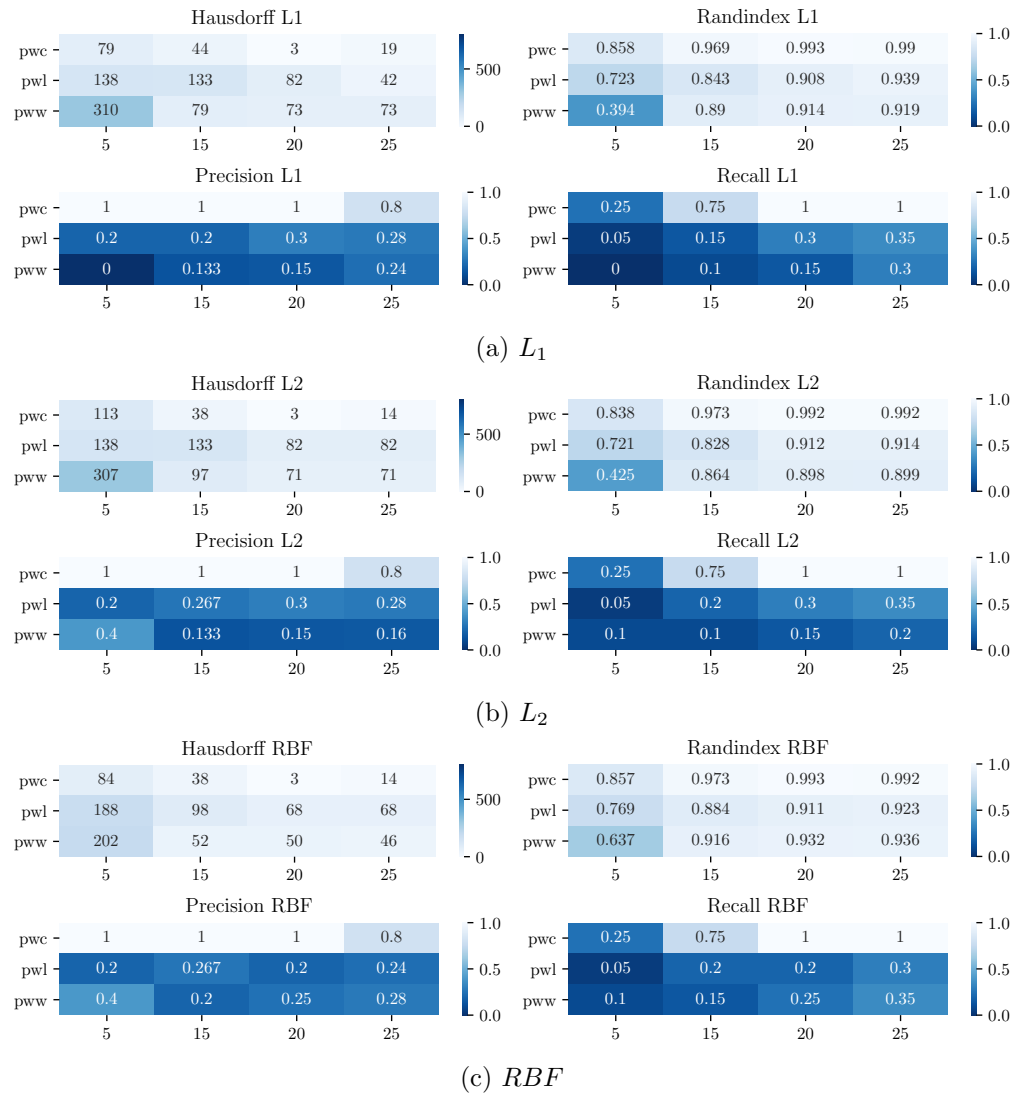 Hausdorff L1
pwc 79 44 3 19
pwl 138 133 82 42
pww 310 79 73 73
5 15 20 25
500
0
Randindex L1
0.858 0.969 0.993 0.99
0.723 0.843 0.908 0.939
0.394 0.89 0.914 0.919
5 15 20 25
1.0
0.5
0.0
Precision L1
pwc 1 1 1 0.8
pwl 0.2 0.2 0.3 0.28
pww 0 0.133 0.15 0.24
5 15 20 25
1.0
0.5
0.0
Recall L1
0.25 0.75 1 1
0.05 0.15 0.3 0.35
0 0.1 0.15 0.3
5 15 20 25
1.0
0.5
0.0
(a) L1
Hausdorff L2
pwc 113 38 3 14
pwl 138 133 82 82
pww 307 97 71 71
5 15 20 25
500
0
Randindex L2
0.838 0.973 0.992 0.992
0.721 0.828 0.912 0.914
0.425 0.864 0.898 0.899
5 15 20 25
1.0
0.5
0.0
Precision L2
pwc 1 1 1 0.8
pwl 0.2 0.267 0.3 0.28
pww 0.4 0.133 0.15 0.16
5 15 20 25
1.0
0.5
0.0
Recall L2
0.25 0.75 1 1
0.05 0.2 0.3 0.35
0.1 0.1 0.15 0.2
5 15 20 25
1.0
0.5
0.0
(b) L2
Hausdorff RBF
pwc 84 38 3 14
pwl 188 98 68 68
pww 202 52 50 46
5 15 20 25
500
0
Randindex RBF
0.857 0.973 0.993 0.992
0.769 0.884 0.911 0.923
0.637 0.916 0.932 0.936
5 15 20 25
1.0
0.5
0.0
Precision RBF
pwc 1 1 1 0.8
pwl 0.2 0.267 0.2 0.24
pww 0.4 0.2 0.25 0.28
5 15 20 25
1.0
0.5
0.0
Recall RBF
0.25 0.75 1 1
0.05 0.2 0.2 0.3
0.1 0.15 0.25 0.35
5 15 20 25
1.0
0.5
0.0
(c) RBF